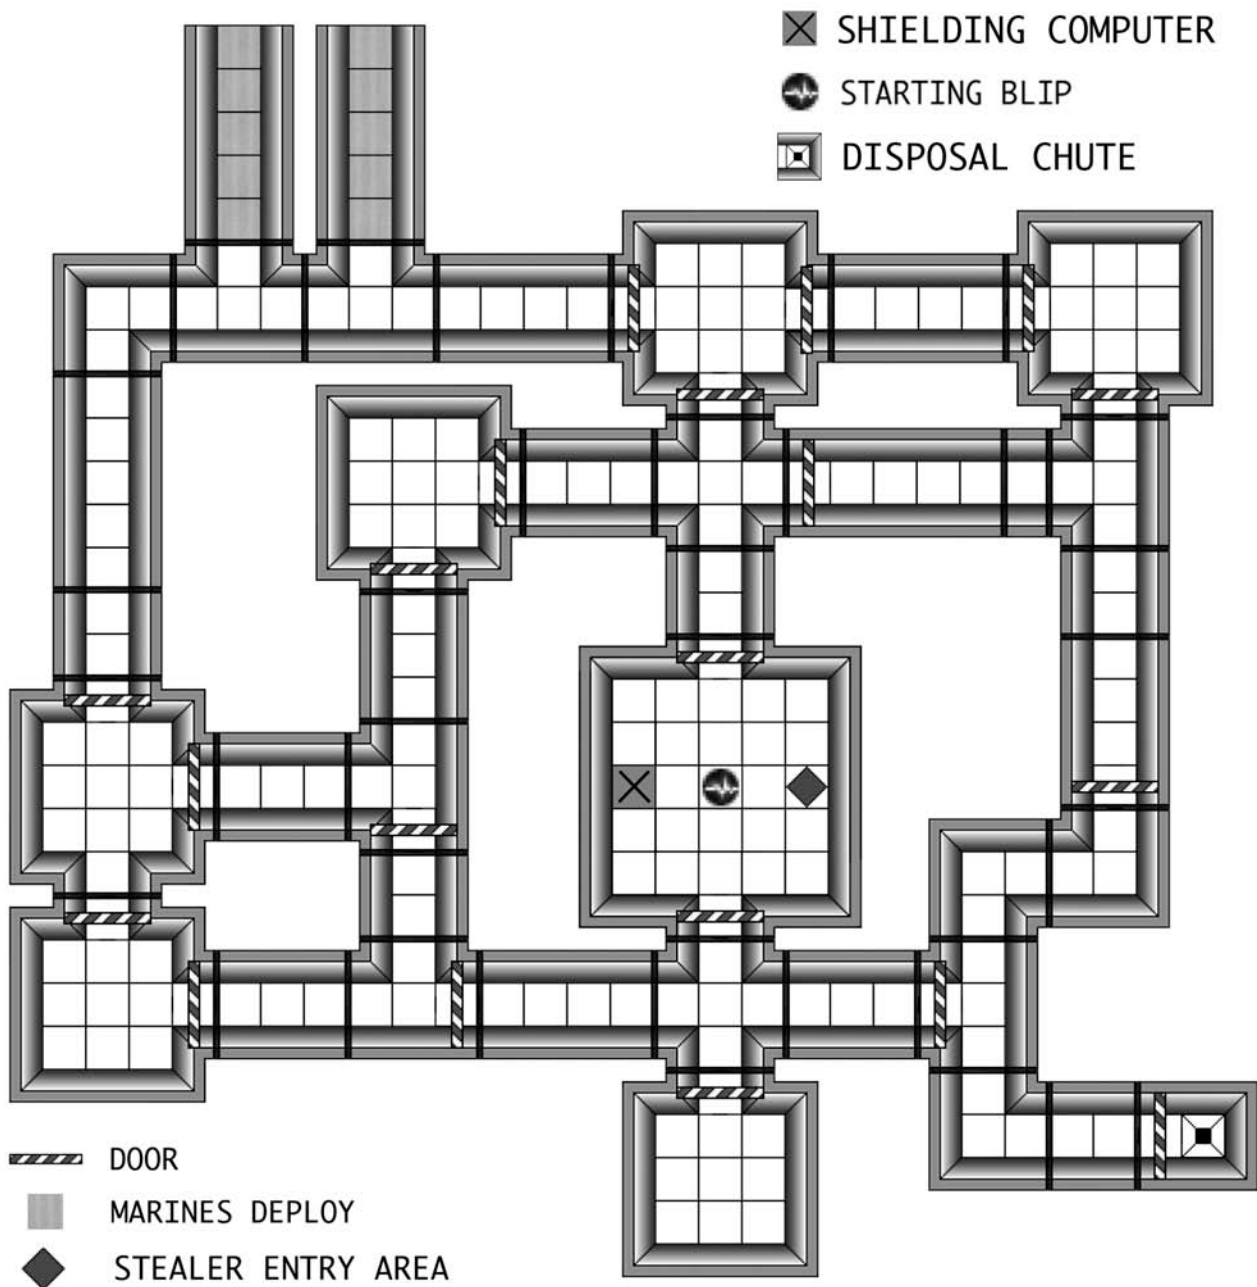 SHIELDING COMPUTER
STARTING BLIP
DISPOSAL CHUTE
DOOR
MARINES DEPLOY
STEALER ENTRY AREA